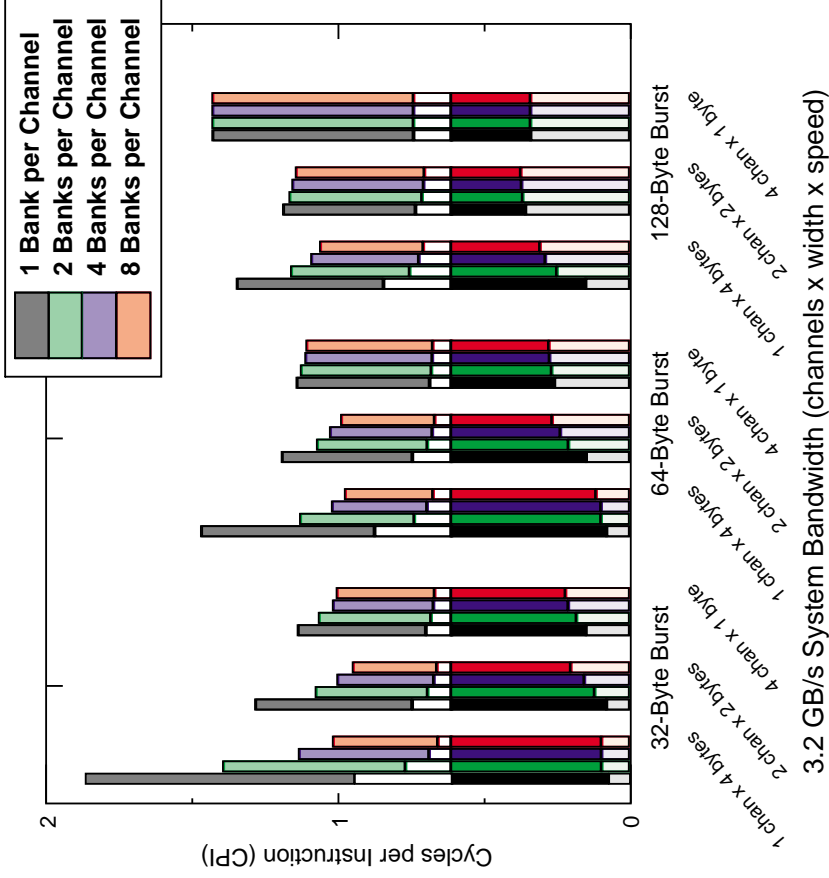 1 Bank per Channel
2 Banks per Channel
4 Banks per Channel
8 Banks per Channel
Cycles per Instruction (CPI)
2
1
0
1 chan x 4 bytes
2 chan x 2 bytes
4 chan x 1 byte
1 chan x 4 bytes
2 chan x 2 bytes
4 chan x 1 byte
1 chan x 4 bytes
2 chan x 2 bytes
4 chan x 1 byte
32-Byte Burst
64-Byte Burst
128-Byte Burst
3.2 GB/s System Bandwidth (channels x width x speed)